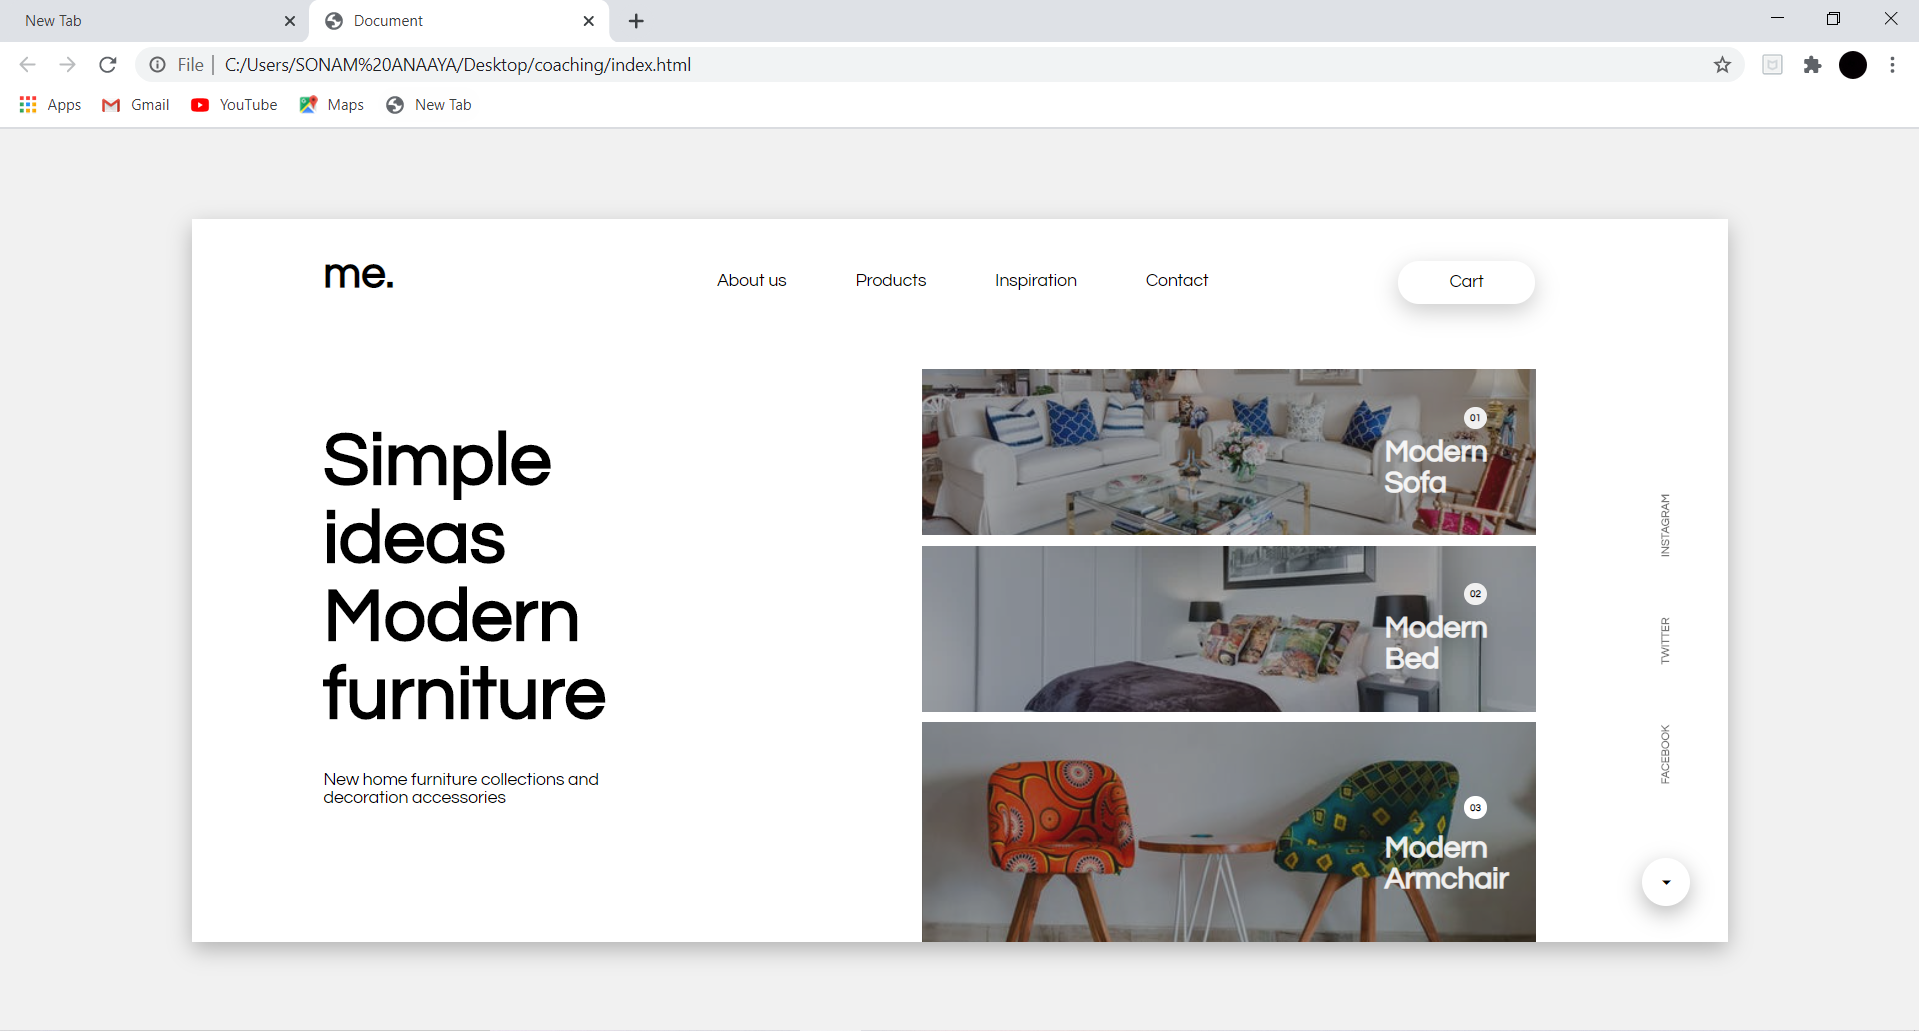 New Tab
Document
File
C:/Users/SONAM%20ANAAYA/Desktop/coaching/index.html
Apps
Gmail
YouTube
Maps
New Tab
me.
About us
Products
Inspiration
Contact
Cart
Simple
ideas
Modern
furniture
New home furniture collections and
decoration accessories
01
Modern
Sofa
02
Modern
Bed
03
Modern
Armchair
INSTAGRAM
TWITTER
FACEBOOK